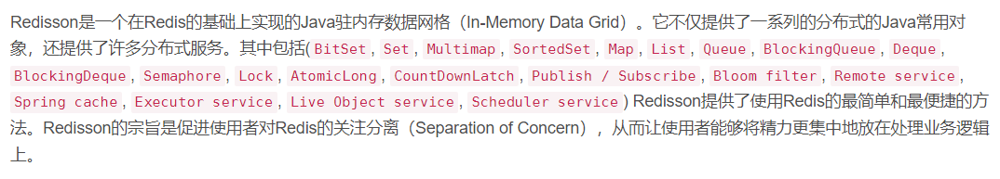 Redisson是一个在Redis的基础上实现的Java驻内存数据网格（In-Memory Data Grid）。它不仅提供了一系列的分布式的Java常用对
象，还提供了许多分布式服务。其中包括(BitSet, Set, Multimap, SortedSet, Map, List, Queue, BlockingQueue, Deque,
BlockingDeque, Semaphore, Lock, AtomicLong, CountDownLatch, Publish / Subscribe, Bloom filter, Remote service,
Spring cache, Executor service, Live Object service, Scheduler service) Redisson提供了使用Redis的最简单和最便捷的方
法。Redisson的宗旨是促进使用者对Redis的关注分离（Separation of Concern），从而让使用者能够将精力更集中地放在处理业务逻辑
上。